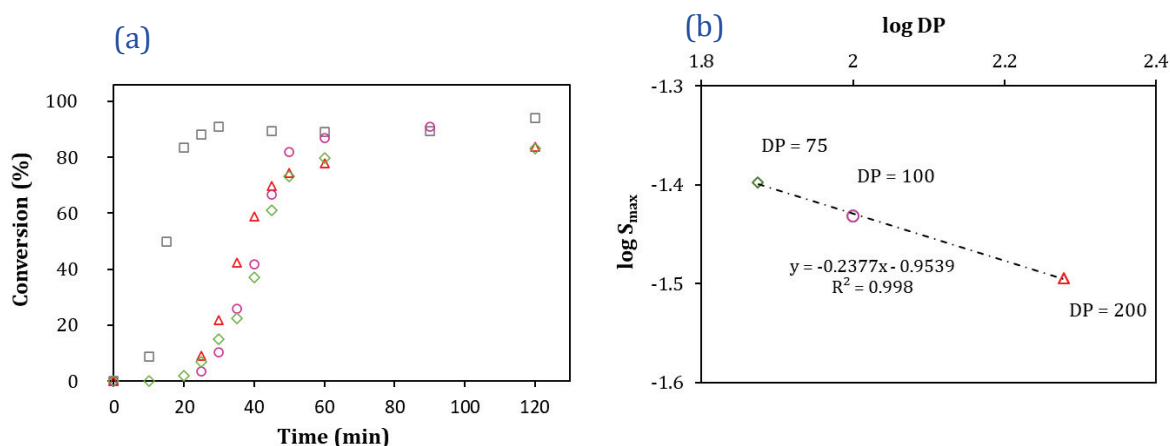 (a)
100
80
60
40
20
0
Conversion (%)
0
20
40
60
80
100
120
Time (min)
(b)
log DP
1.8
2
2.2
2.4
-1.3
-1.4
-1.5
-1.6
log Smax
DP = 75
DP = 100
y = -0.2377x - 0.9539
R² = 0.998
DP = 200